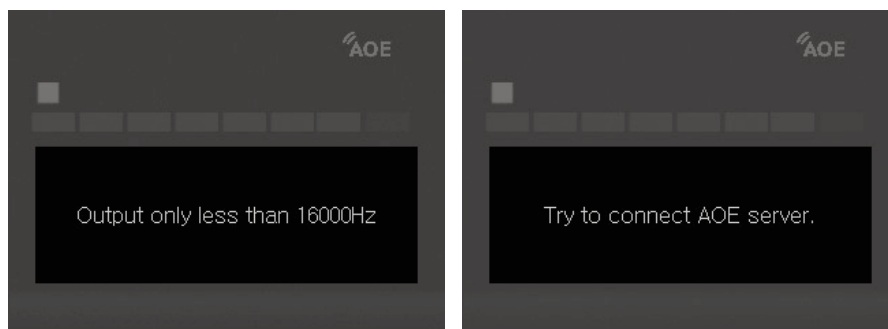 AOE
Output only less than 16000Hz
AOE
Try to connect AOE server.